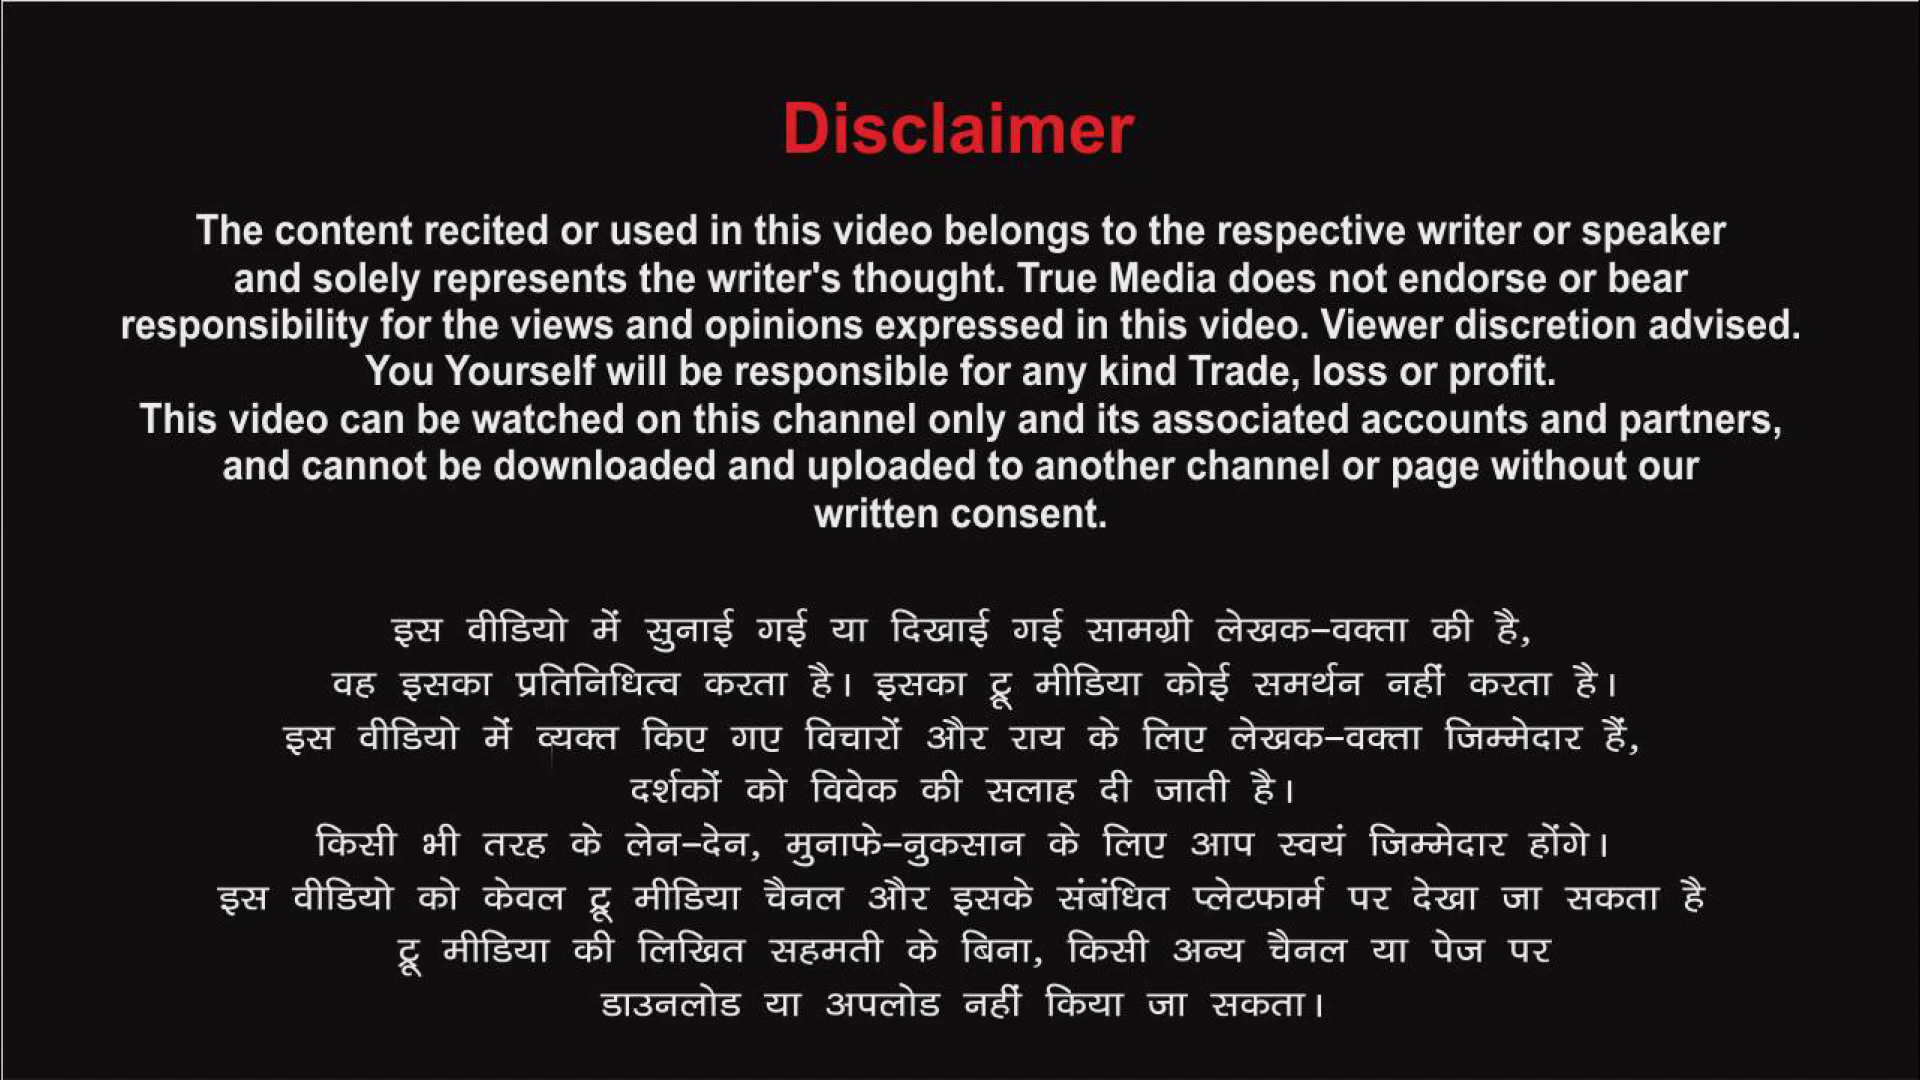 Disclaimer
The content recited or used in this video belongs to the respective writer or speaker
and solely represents the writer's thought. True Media does not endorse or bear
responsibility for the views and opinions expressed in this video. Viewer discretion advised.
You Yourself will be responsible for any kind Trade, loss or profit.
This video can be watched on this channel only and its associated accounts and partners,
and cannot be downloaded and uploaded to another channel or page without our
written consent.
इस वीडियो में सुनाई गई या दिखाई गई सामग्री लेखक–वक्ता की है,
वह इसका प्रतिनिधित्व करता है। इसका ट्रू मीडिया कोई समर्थन नहीं करता है।
इस वीडियो में व्यक्त किए गए विचारों और राय के लिए लेखक–वक्ता जिम्मेदार हैं,
दर्शकों को विवेक की सलाह दी जाती है।
किसी भी तरह के लेन–देन, मुनाफे–नुकसान के लिए आप स्वयं जिम्मेदार होंगे।
इस वीडियो को केवल ट्रू मीडिया चैनल और इसके संबंधित प्लेटफार्म पर देखा जा सकता है
ट्रू मीडिया की लिखित सहमती के बिना, किसी अन्य चैनल या पेज पर
डाउनलोड या अपलोड नहीं किया जा सकता।